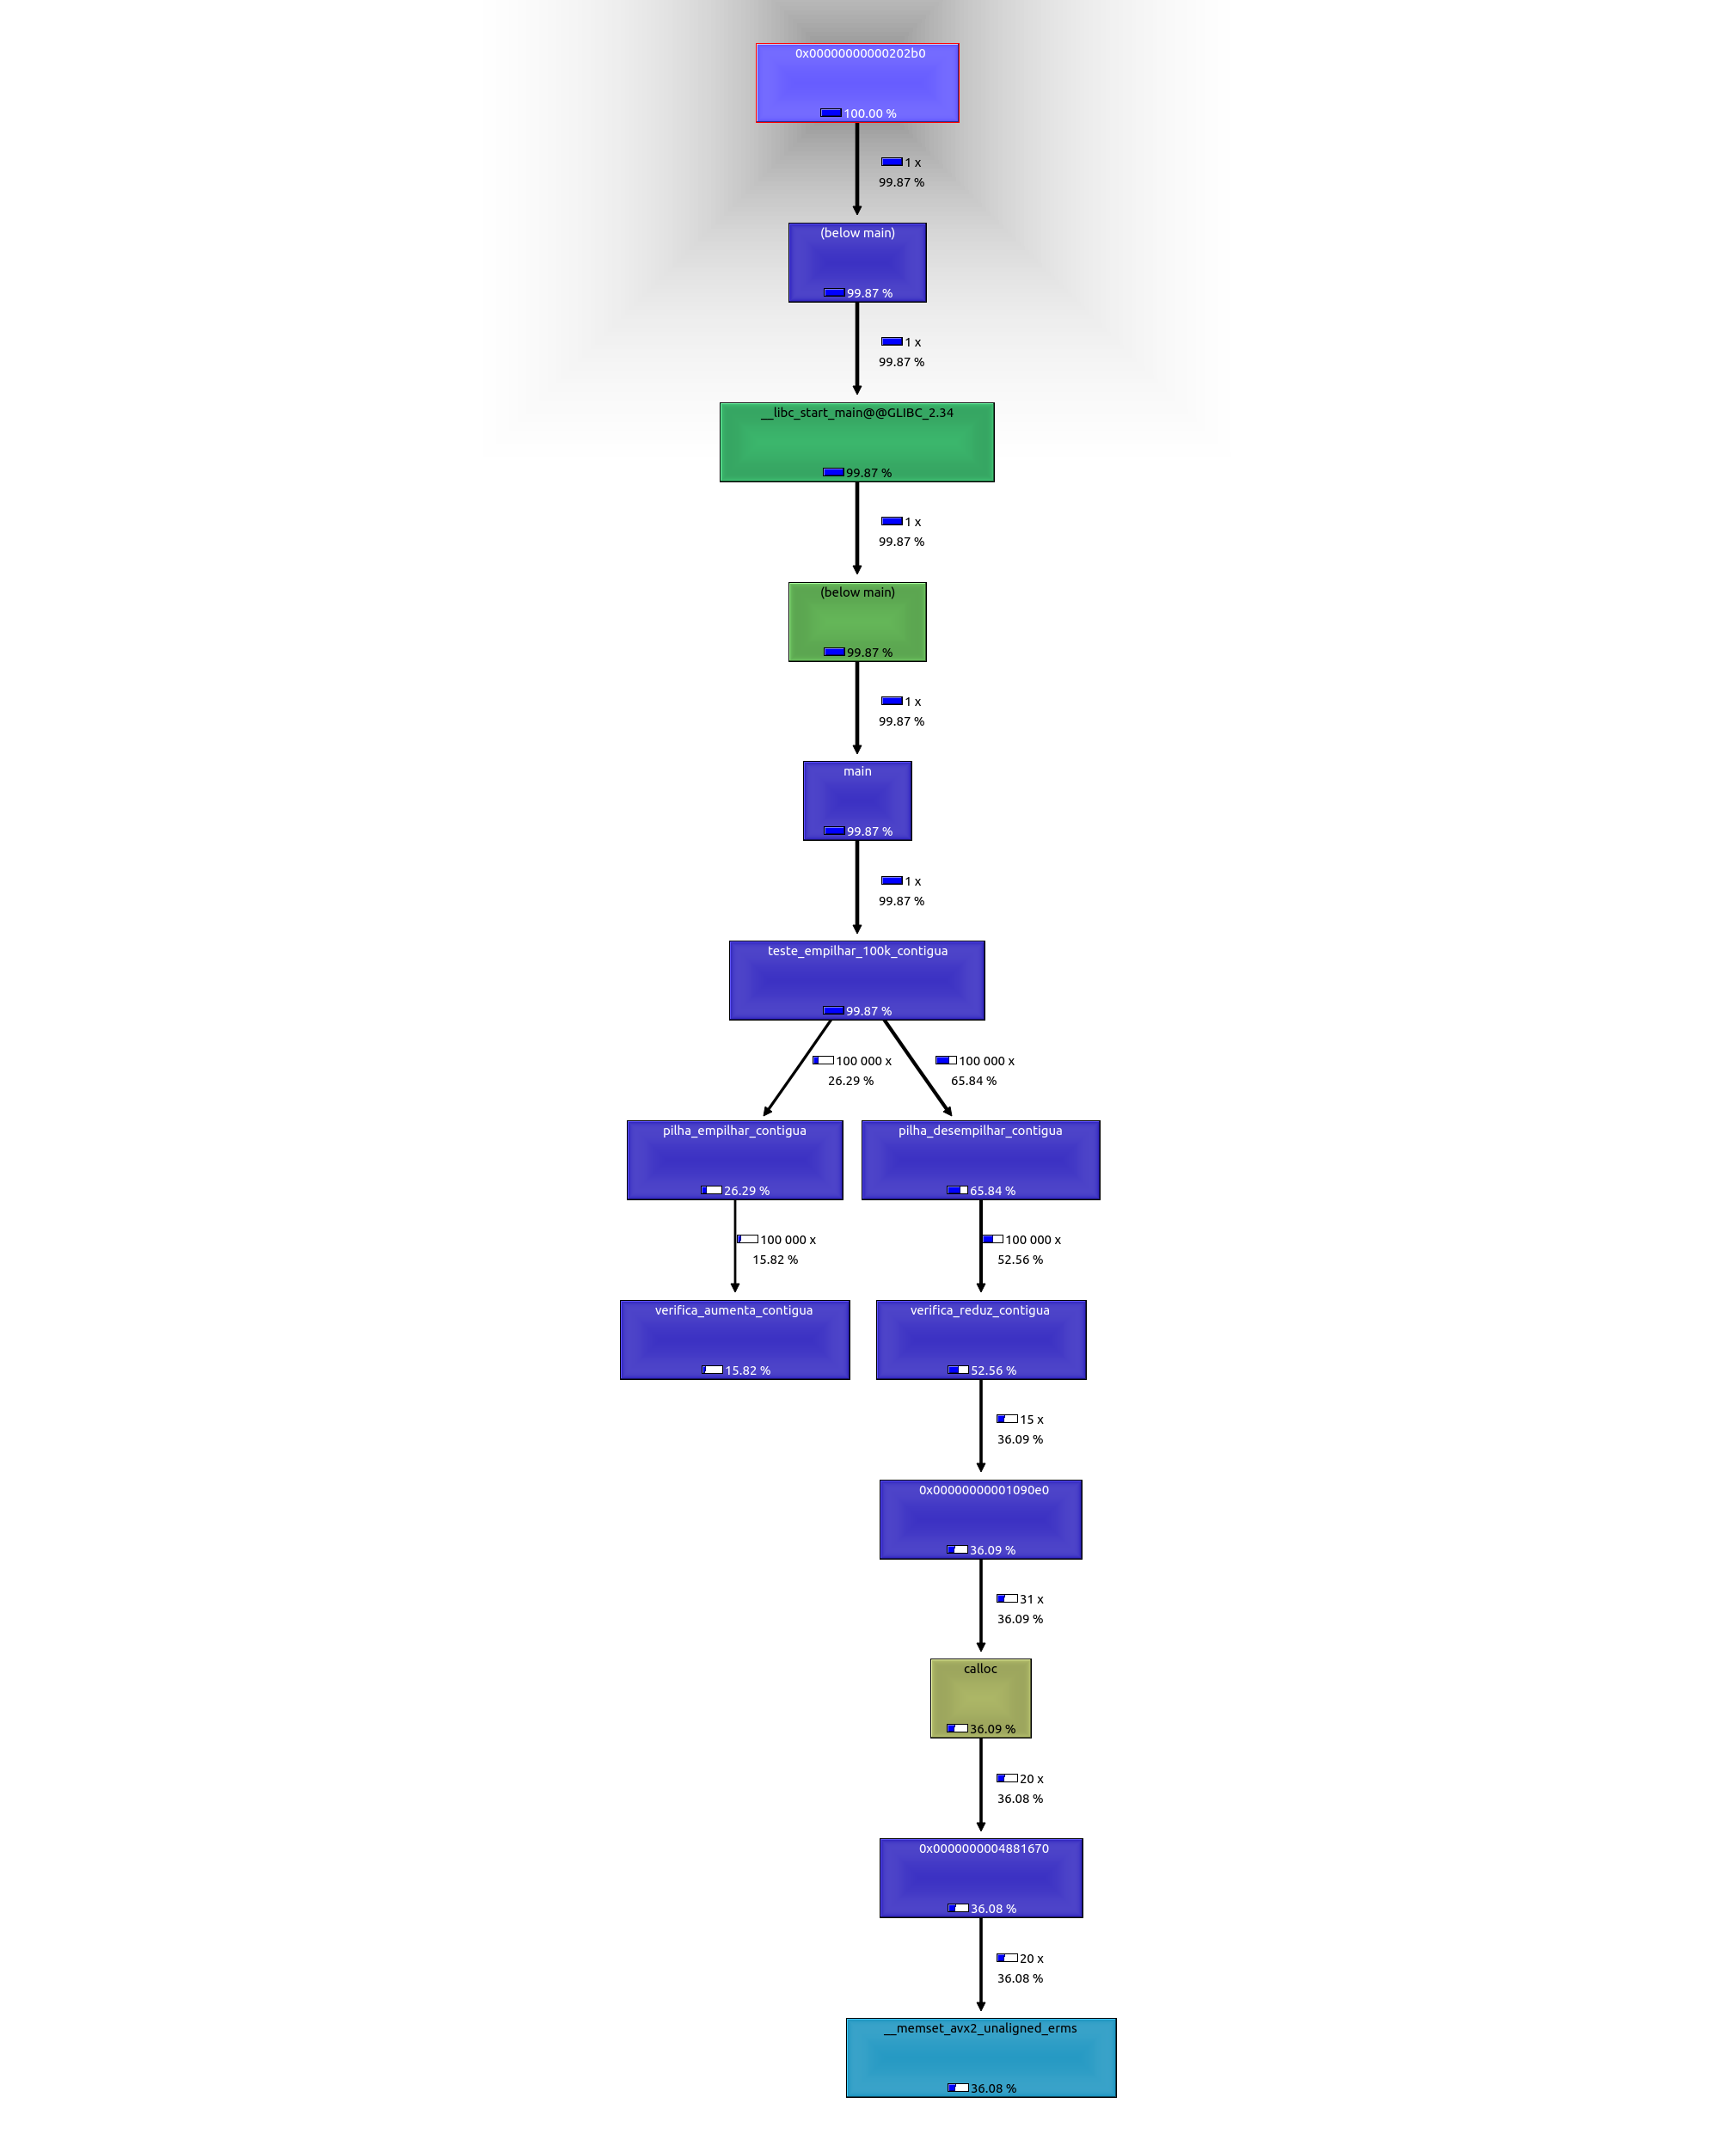 0x00000000000202b0
100.00 %
1 x
99.87 %
(below main)
99.87 %
1 x
99.87 %
__libc_start_main@@GLIBC_2.34
99.87 %
1 x
99.87 %
(below main)
99.87 %
1 x
99.87 %
main
99.87 %
1 x
99.87 %
teste_empilhar_100k_contigua
99.87 %
100 000 x
26.29 %
100 000 x
65.84 %
pilha_empilhar_contigua
26.29 %
pilha_desempilhar_contigua
65.84 %
100 000 x
15.82 %
100 000 x
52.56 %
verifica_aumenta_contigua
15.82 %
verifica_reduz_contigua
52.56 %
15 x
36.09 %
0x00000000001090e0
36.09 %
31 x
36.09 %
calloc
36.09 %
20 x
36.08 %
0x0000000004881670
36.08 %
20 x
36.08 %
__memset_avx2_unaligned_erms
36.08 %